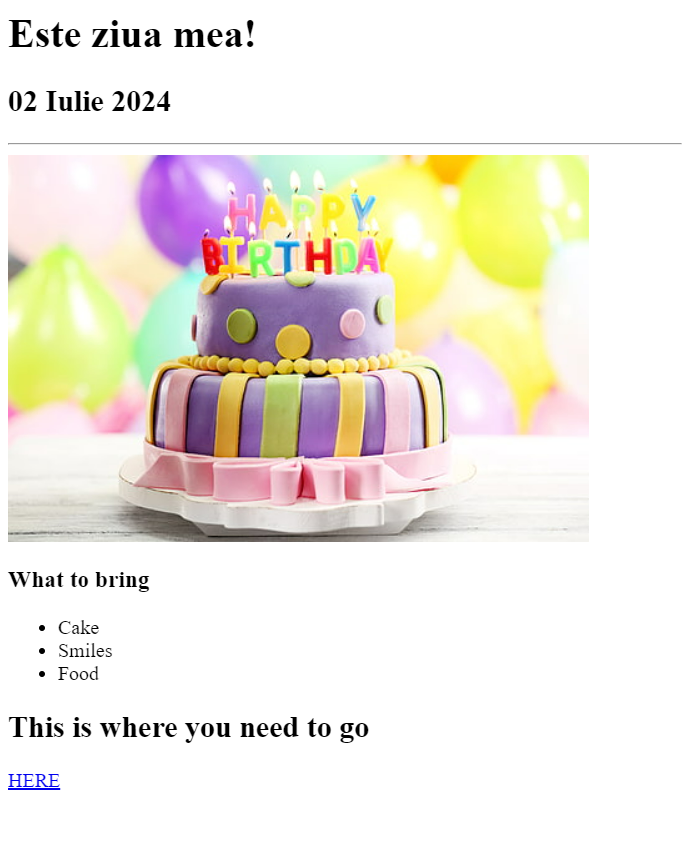 Este ziua mea!
02 Iulie 2024
HAPPY
BIRTHDAY
What to bring
Cake
Smiles
Food
This is where you need to go
HERE